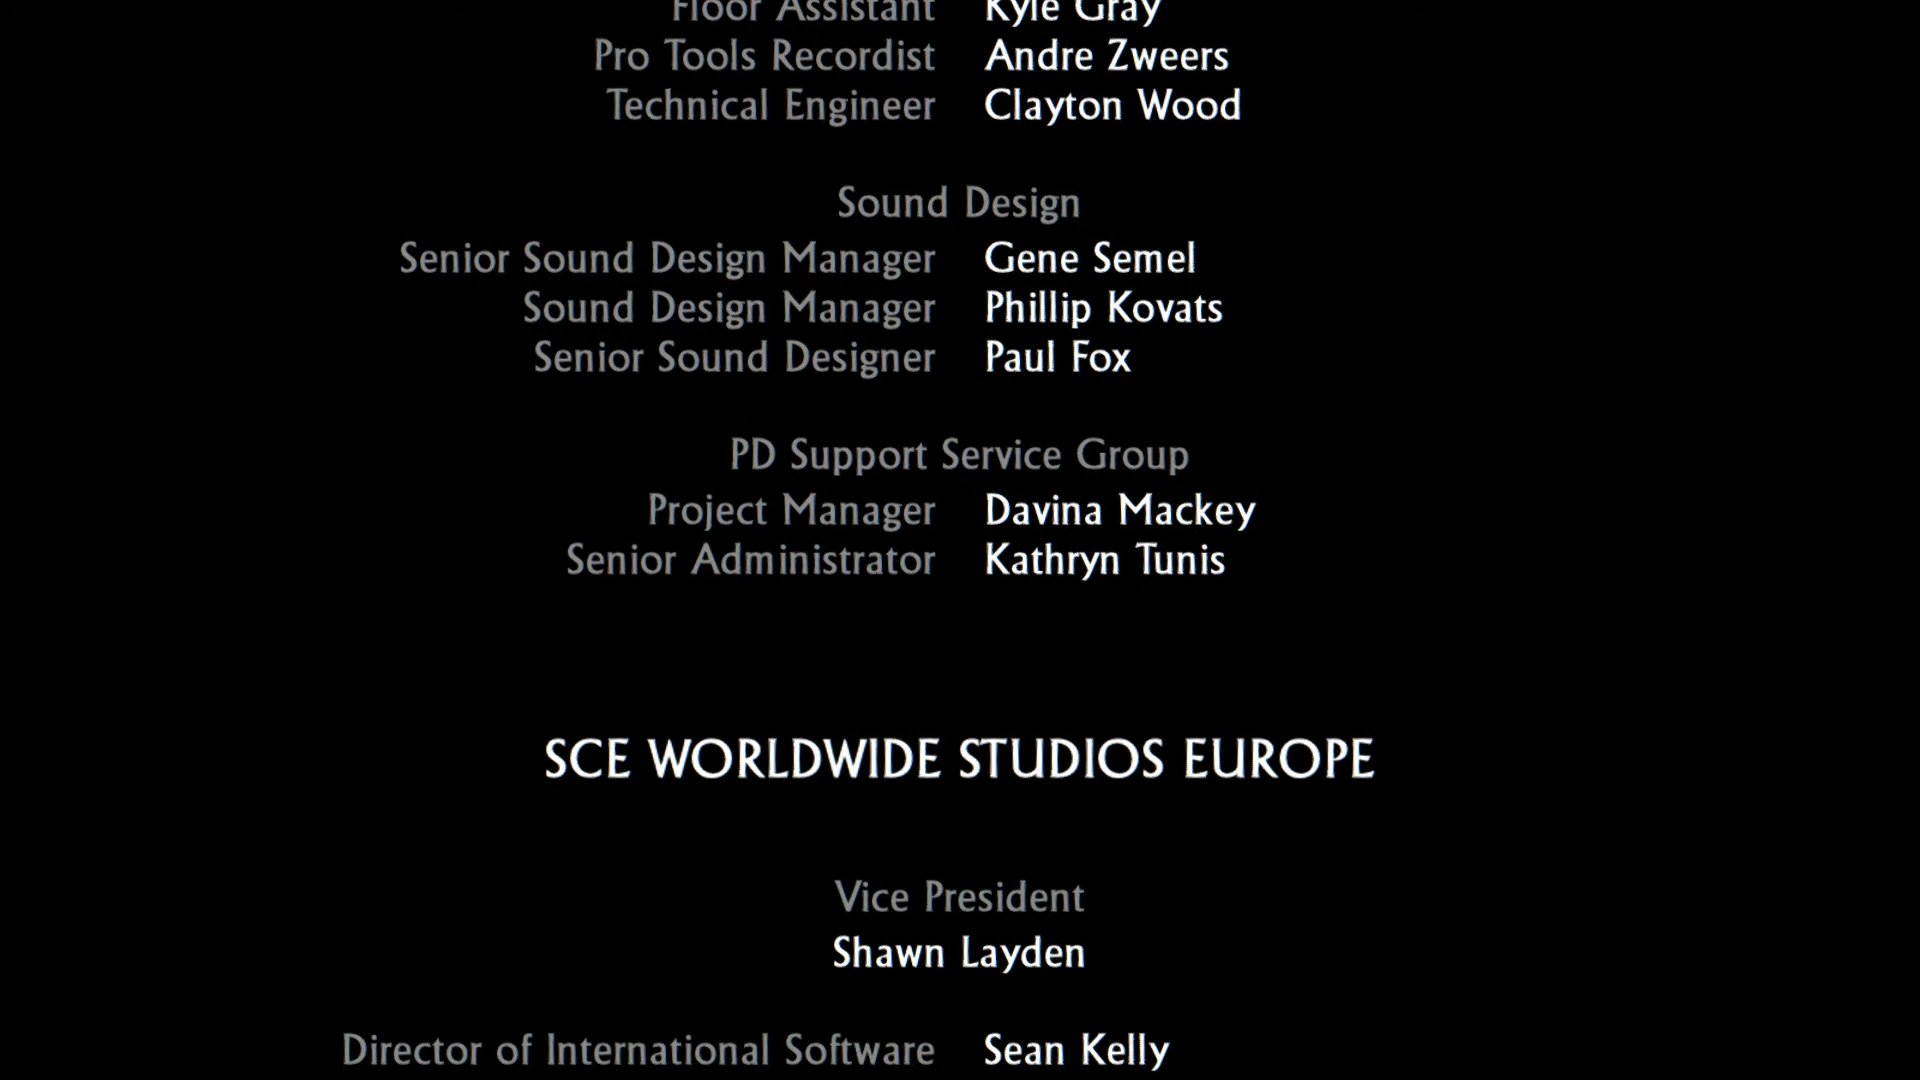 Floor Assistant Kyle Gray
Pro Tools Recordist Andre Zweers
Technical Engineer Clayton Wood
Sound Design
Senior Sound Design Manager Gene Semel
Sound Design Manager Phillip Kovats
Senior Sound Designer Paul Fox
PD Support Service Group
Project Manager Davina Mackey
Senior Administrator Kathryn Tunis
SCE WORLDWIDE STUDIOS EUROPE
Vice President
Shawn Layden
Director of International Software Sean Kelly